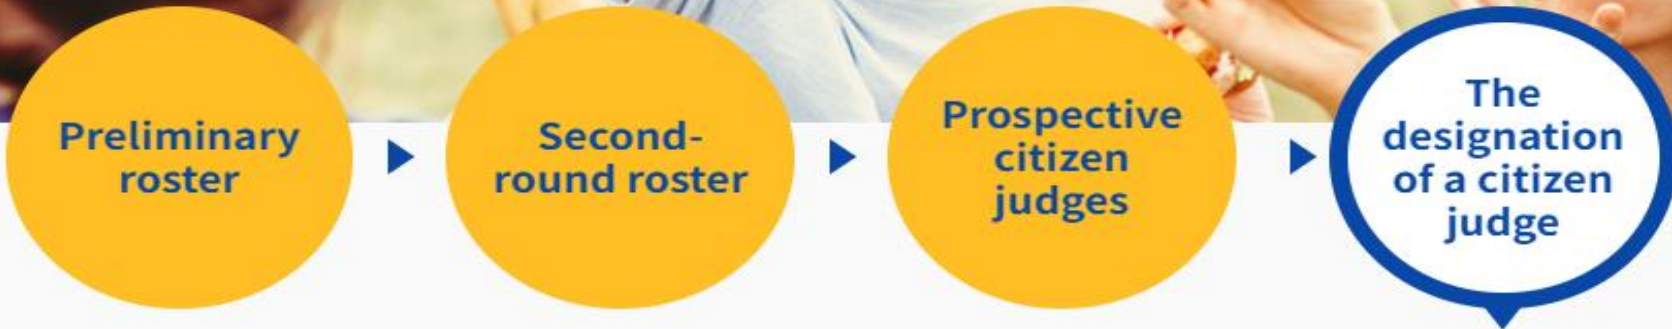 Preliminary
roster
Second-
round roster
Prospective
citizen
judges
The
designation
of a citizen
judge